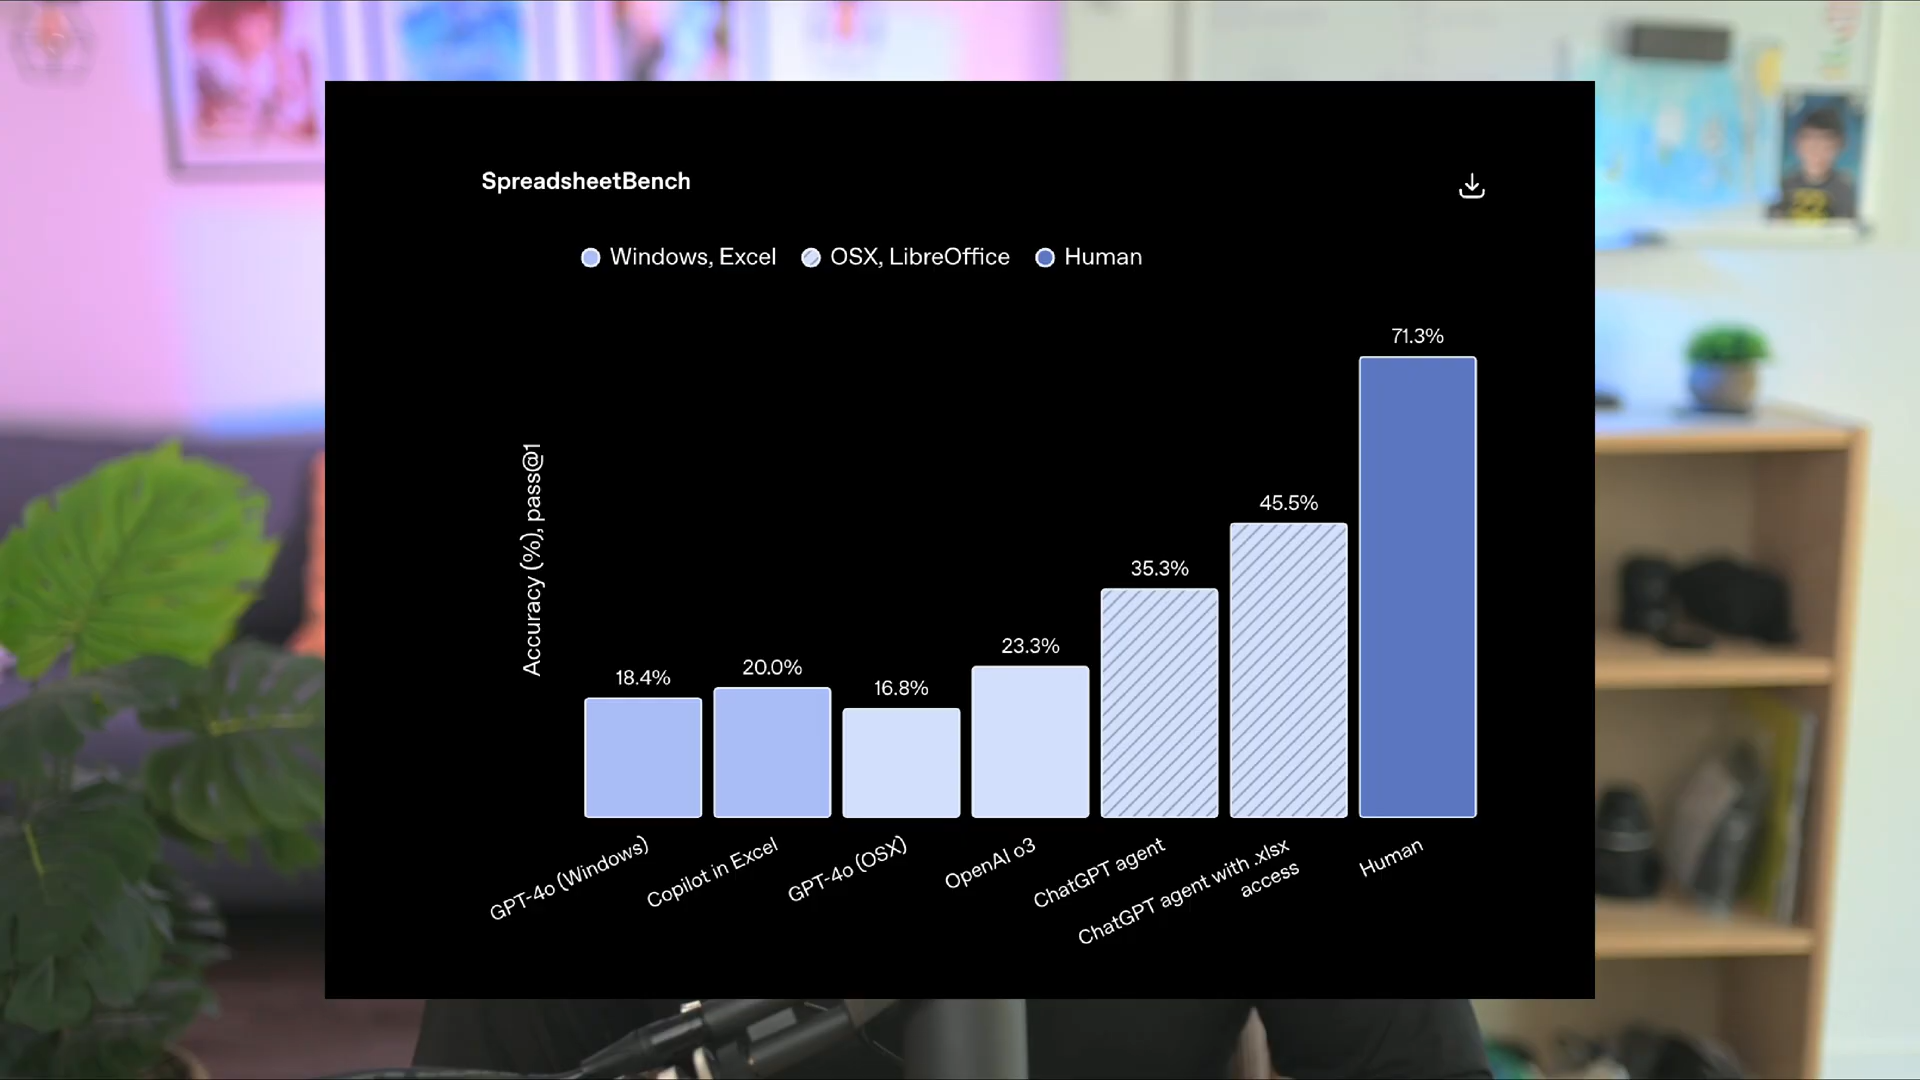 SpreadsheetBench
Windows, Excel
OSX, LibreOffice
Human
Accuracy (%), pass@1
18.4%
20.0%
16.8%
23.3%
35.3%
45.5%
71.3%
GPT-4o (Windows)
Copilot in Excel
GPT-4o (OSX)
OpenAI o3
ChatGPT agent
ChatGPT agent with .xlsx
access
Human